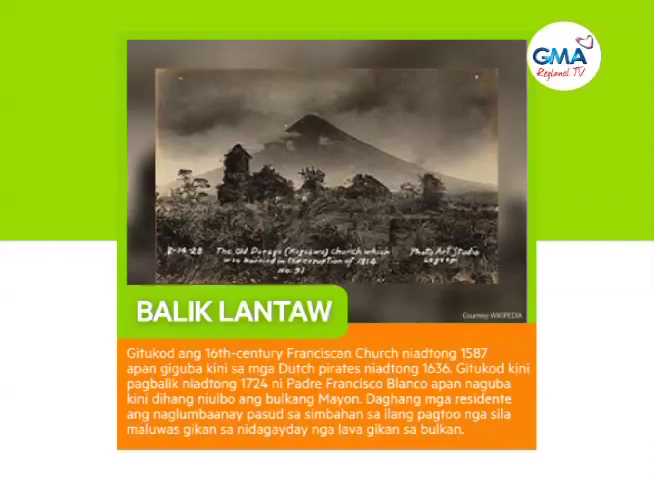 GMA
Regional TV
8-14-28 The Old Daraga (Kagsawa) Church which Photo Art Studio
was burried in the eruption of 1814 Legaspi
No. 91
Courtesy: WIKIPEDIA
BALIK LANTAW
Gitukod ang 16th-century Franciscan Church niadtong 1587
apan giguba kini sa mga Dutch pirates niadtong 1636. Gitukod kini
pagbalik niadtong 1724 ni Padre Francisco Blanco apan naguba
kini dihang niulbo ang bulkang Mayon. Daghang mga residente
ang naglumbaanay pasud sa simbahan sa ilang pagtoo nga sila
maluwas gikan sa nidagayday nga lava gikan sa bulkan.